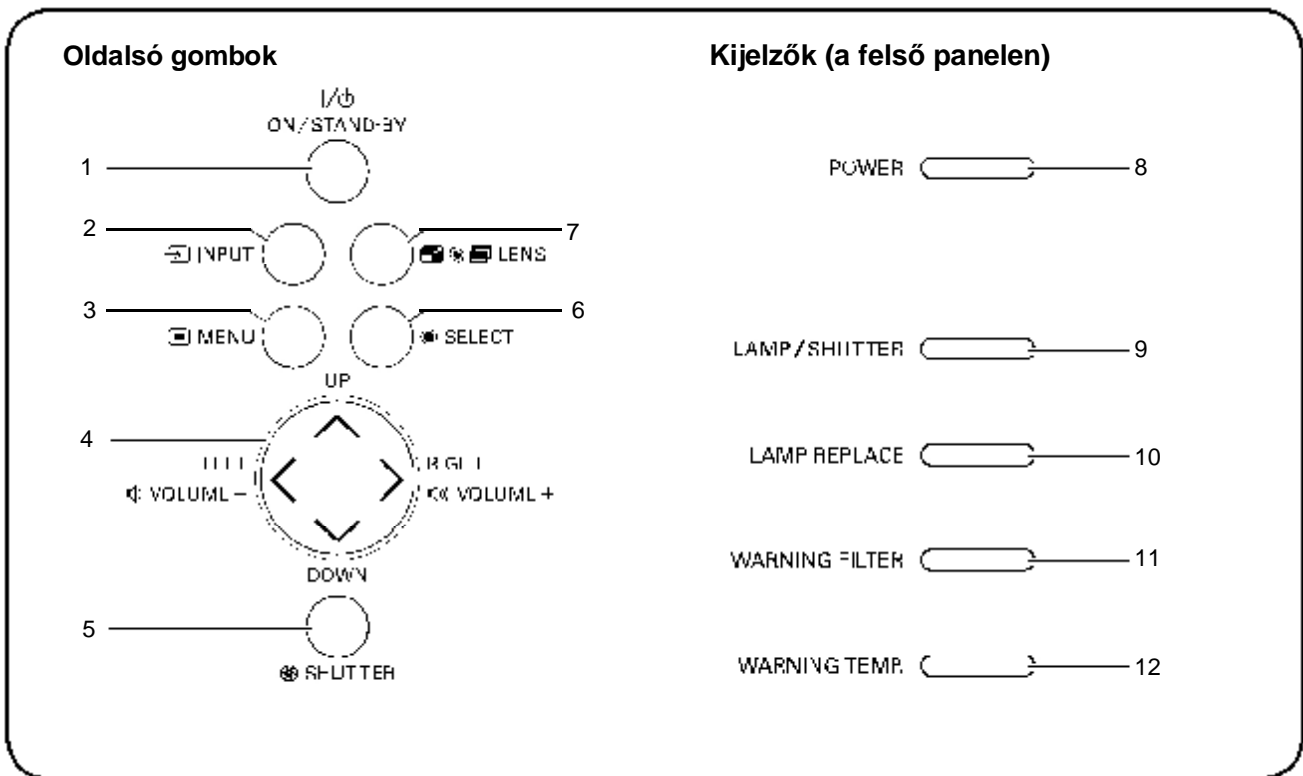 Oldalsó gombok
I/⏻
ON/STAND-BY
1
2
INPUT
7
LENS
3
MENU
6
SELECT
UP
4
VOLUME –
VOLUME +
DOWN
5
SHUTTER
Kijelzők (a felső panelen)
POWER
8
LAMP/SHUTTER
9
LAMP REPLACE
10
WARNING FILTER
11
WARNING TEMP.
12